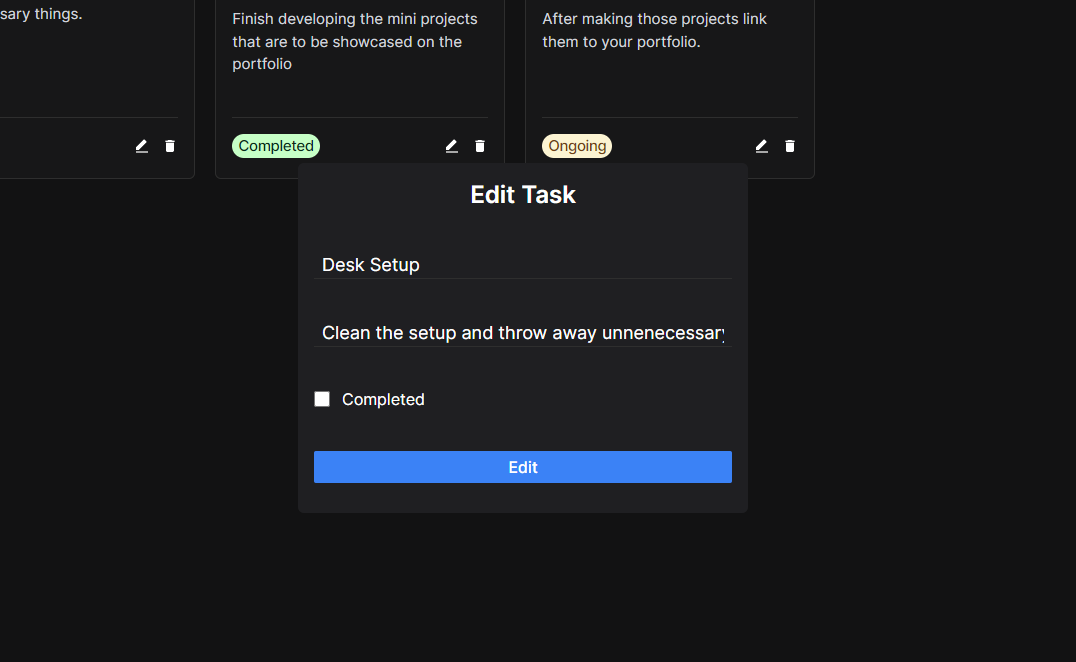 sary things.
Finish developing the mini projects
that are to be showcased on the
portfolio
After making those projects link
them to your portfolio.
Completed
Ongoing
Edit Task
Desk Setup
Clean the setup and throw away unnenecessary
Completed
Edit